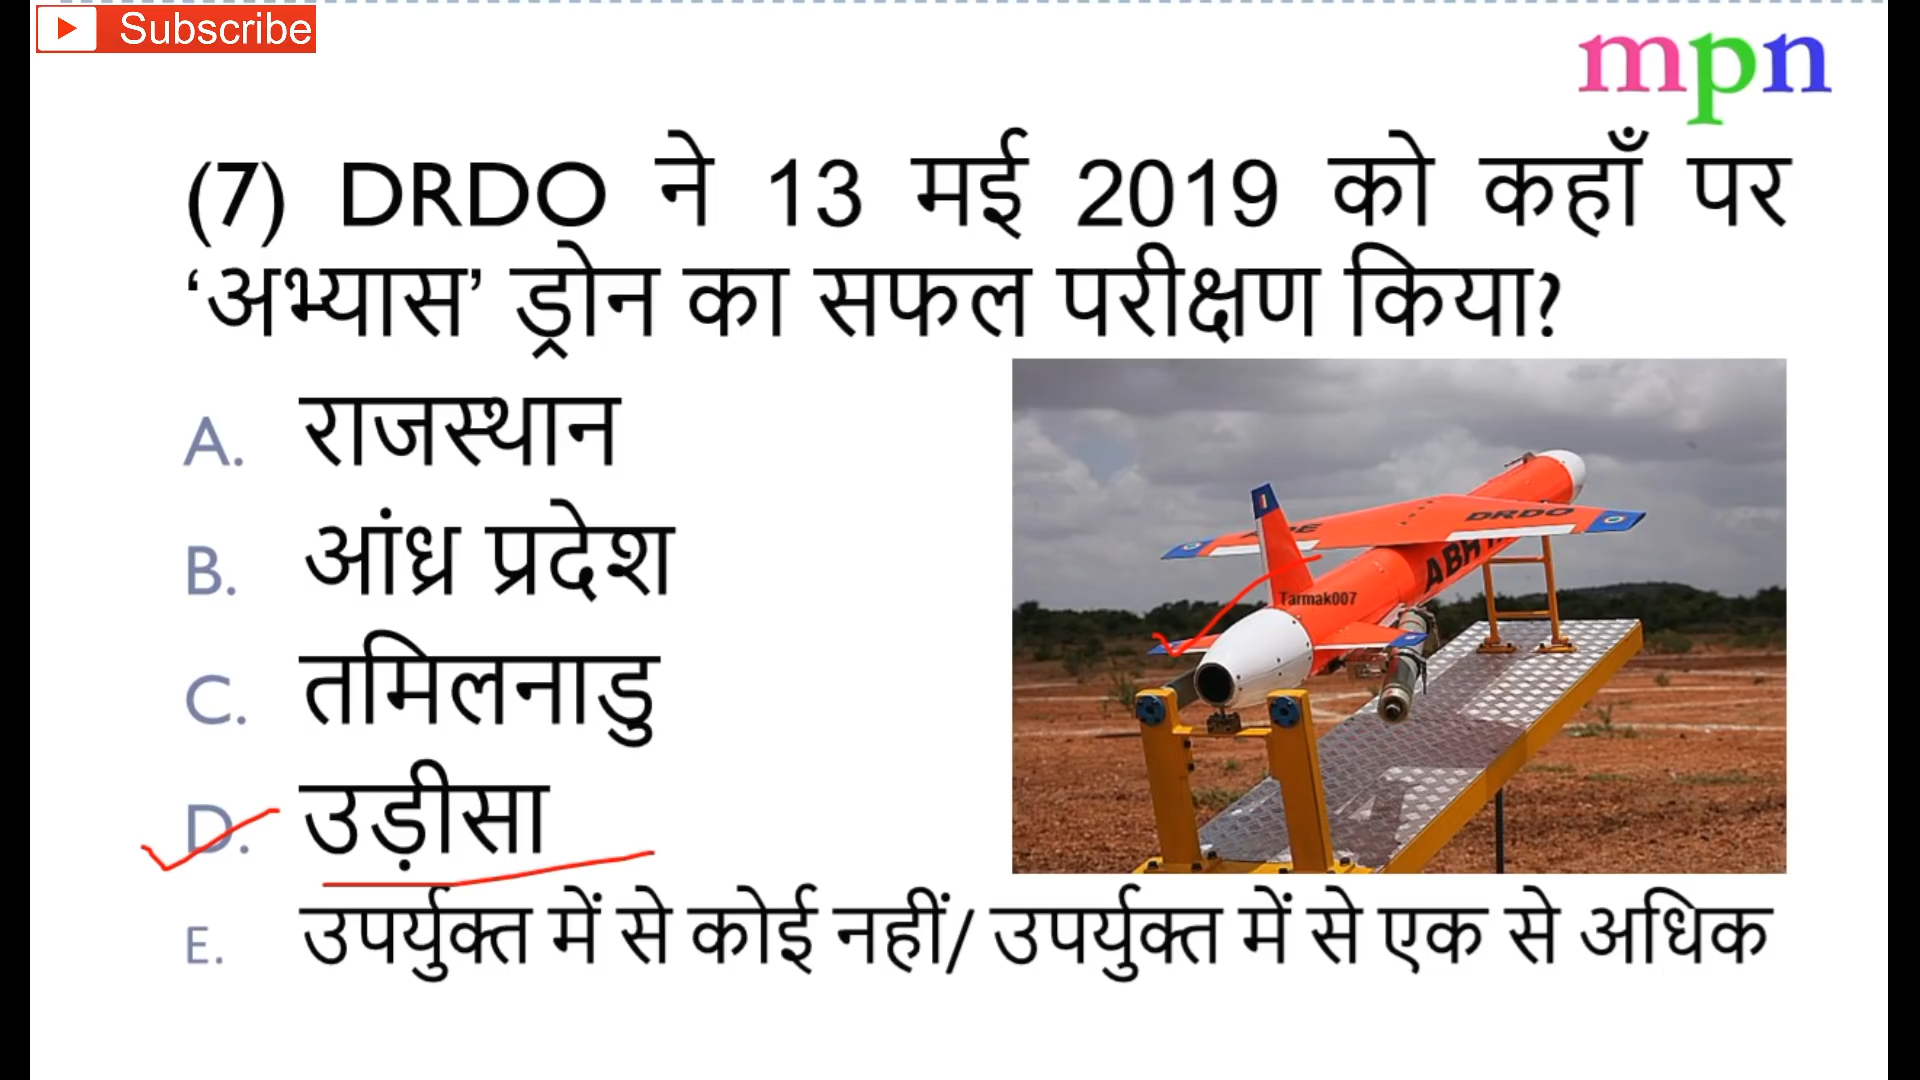 Subscribe
mpn
(7) DRDO ने 13 मई 2019 को कहाँ पर
‘अभ्यास’ ड्रोन का सफल परीक्षण किया?
A. राजस्थान
B. आंध्र प्रदेश
C. तमिलनाडु
D. उड़ीसा
E. उपर्युक्त में से कोई नहीं/ उपर्युक्त में से एक से अधिक
DRDO
Tarmak007